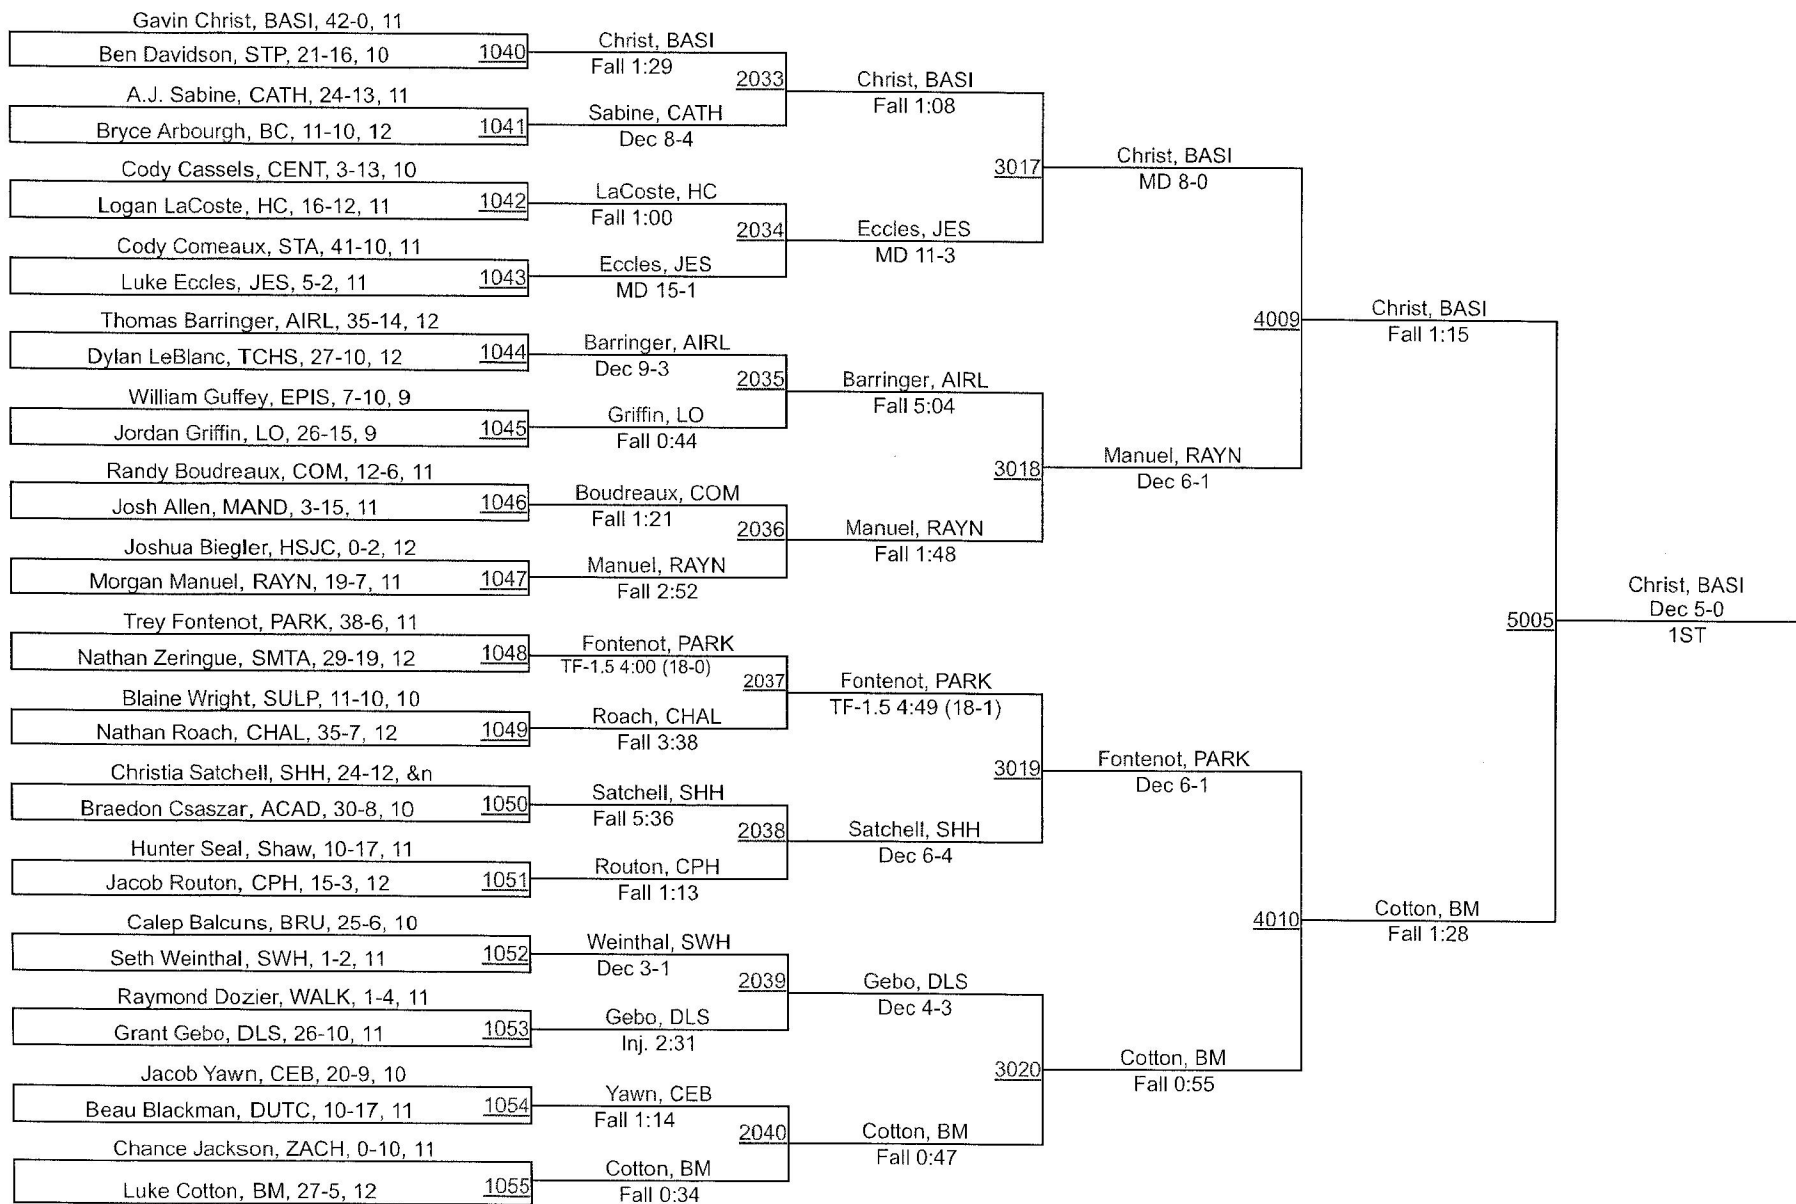 Gavin Christ, BASI, 42-0, 11
Ben Davidson, STP, 21-16, 10
1040
A.J. Sabine, CATH, 24-13, 11
Bryce Arbourgh, BC, 11-10, 12
1041
Cody Cassels, CENT, 3-13, 10
Logan LaCoste, HC, 16-12, 11
1042
Cody Comeaux, STA, 41-10, 11
Luke Eccles, JES, 5-2, 11
1043
Thomas Barringer, AIRL, 35-14, 12
Dylan LeBlanc, TCHS, 27-10, 12
1044
William Guffey, EPIS, 7-10, 9
Jordan Griffin, LO, 26-15, 9
1045
Randy Boudreaux, COM, 12-6, 11
Josh Allen, MAND, 3-15, 11
1046
Joshua Biegler, HSJC, 0-2, 12
Morgan Manuel, RAYN, 19-7, 11
1047
Trey Fontenot, PARK, 38-6, 11
Nathan Zeringue, SMTA, 29-19, 12
1048
Blaine Wright, SULP, 11-10, 10
Nathan Roach, CHAL, 35-7, 12
1049
Christia Satchell, SHH, 24-12, &n
Braedon Csaszar, ACAD, 30-8, 10
1050
Hunter Seal, Shaw, 10-17, 11
Jacob Routon, CPH, 15-3, 12
1051
Calep Balcuns, BRU, 25-6, 10
Seth Weinthal, SWH, 1-2, 11
1052
Raymond Dozier, WALK, 1-4, 11
Grant Gebo, DLS, 26-10, 11
1053
Jacob Yawn, CEB, 20-9, 10
Beau Blackman, DUTC, 10-17, 11
1054
Chance Jackson, ZACH, 0-10, 11
Luke Cotton, BM, 27-5, 12
1055
Christ, BASI
Fall 1:29
2033
Sabine, CATH
Dec 8-4
LaCoste, HC
Fall 1:00
2034
Eccles, JES
MD 15-1
Barringer, AIRL
Dec 9-3
2035
Griffin, LO
Fall 0:44
Boudreaux, COM
Fall 1:21
2036
Manuel, RAYN
Fall 2:52
Fontenot, PARK
TF-1.5 4:00 (18-0)
2037
Roach, CHAL
Fall 3:38
Satchell, SHH
Fall 5:36
2038
Routon, CPH
Fall 1:13
Weinthal, SWH
Dec 3-1
2039
Gebo, DLS
Inj. 2:31
Yawn, CEB
Fall 1:14
2040
Cotton, BM
Fall 0:34
Christ, BASI
Fall 1:08
3017
Eccles, JES
MD 11-3
Barringer, AIRL
Fall 5:04
3018
Manuel, RAYN
Fall 1:48
Fontenot, PARK
TF-1.5 4:49 (18-1)
3019
Satchell, SHH
Dec 6-4
Gebo, DLS
Dec 4-3
3020
Cotton, BM
Fall 0:47
Christ, BASI
MD 8-0
4009
Manuel, RAYN
Dec 6-1
Fontenot, PARK
Dec 6-1
4010
Cotton, BM
Fall 0:55
Christ, BASI
Fall 1:15
5005
Cotton, BM
Fall 1:28
Christ, BASI
Dec 5-0
1ST